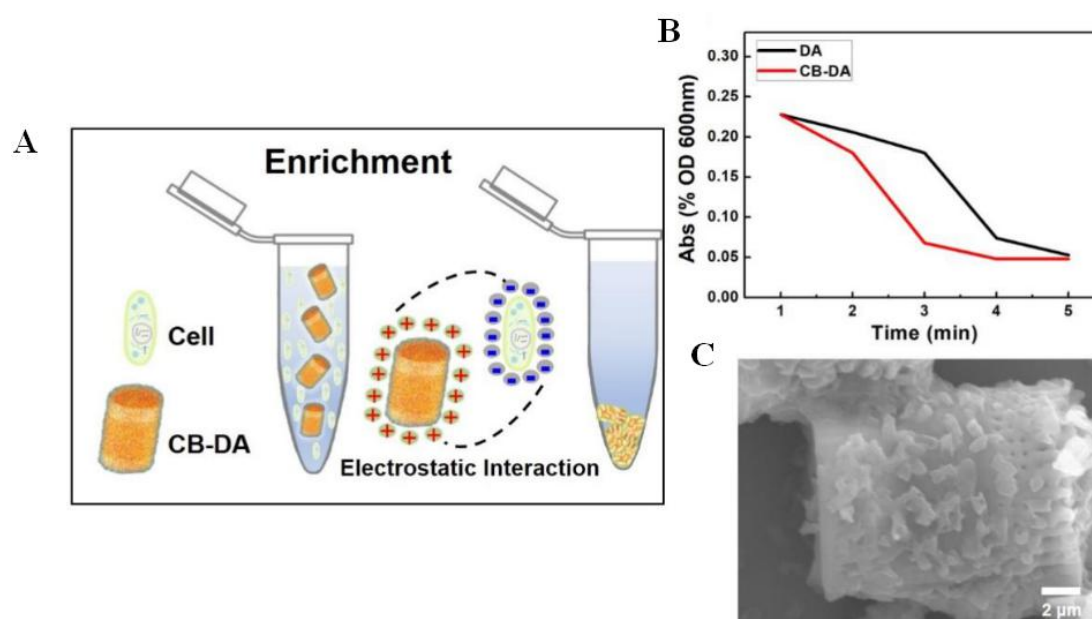 A
Enrichment
Cell
CB-DA
Electrostatic Interaction
B
DA
CB-DA
Abs (% OD 600nm)
0.30
0.25
0.20
0.15
0.10
0.05
0.00
1 2 3 4 5
Time (min)
C
2 µm